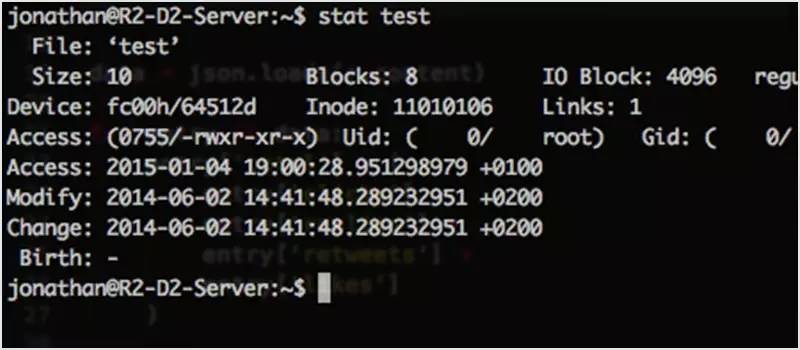 jonathan@R2-D2-Server:~$ stat test
File: ‘test’
Size: 10 Blocks: 8 IO Block: 4096 regu
Device: fc00h/64512d Inode: 11010106 Links: 1
Access: (0755/-rwxr-xr-x) Uid: ( 0/ root) Gid: ( 0/
Access: 2015-01-04 19:00:28.951298979 +0100
Modify: 2014-06-02 14:41:48.289232951 +0200
Change: 2014-06-02 14:41:48.289232951 +0200
Birth: -
entry['retweets']
jonathan@R2-D2-Server:~$